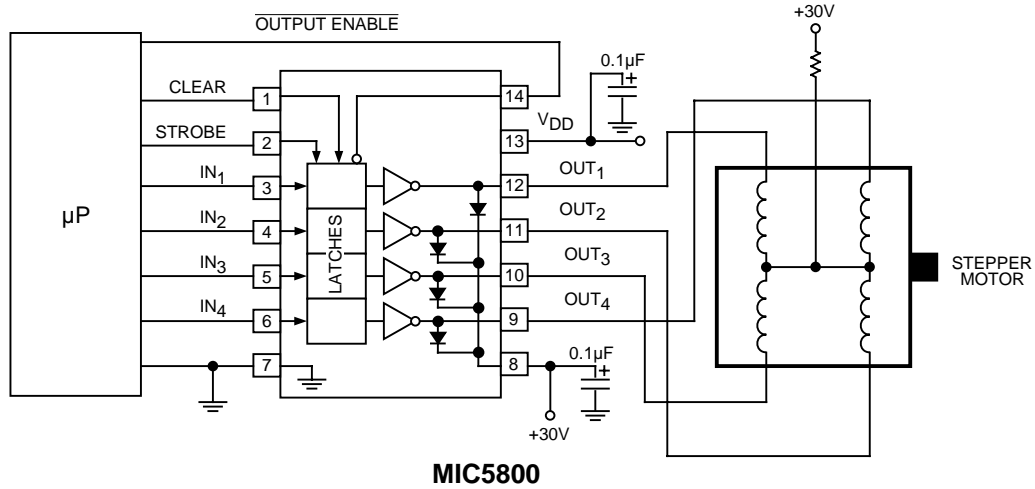 OUTPUT ENABLE
+30V
0.1µF
+
CLEAR
1
14
V_DD
STROBE
2
13
IN₁
3
12
OUT₁
µP
IN₂
4
LATCHES
11
OUT₂
IN₃
5
10
OUT₃
STEPPER
MOTOR
IN₄
6
9
OUT₄
7
8
0.1µF
+
+30V
MIC5800